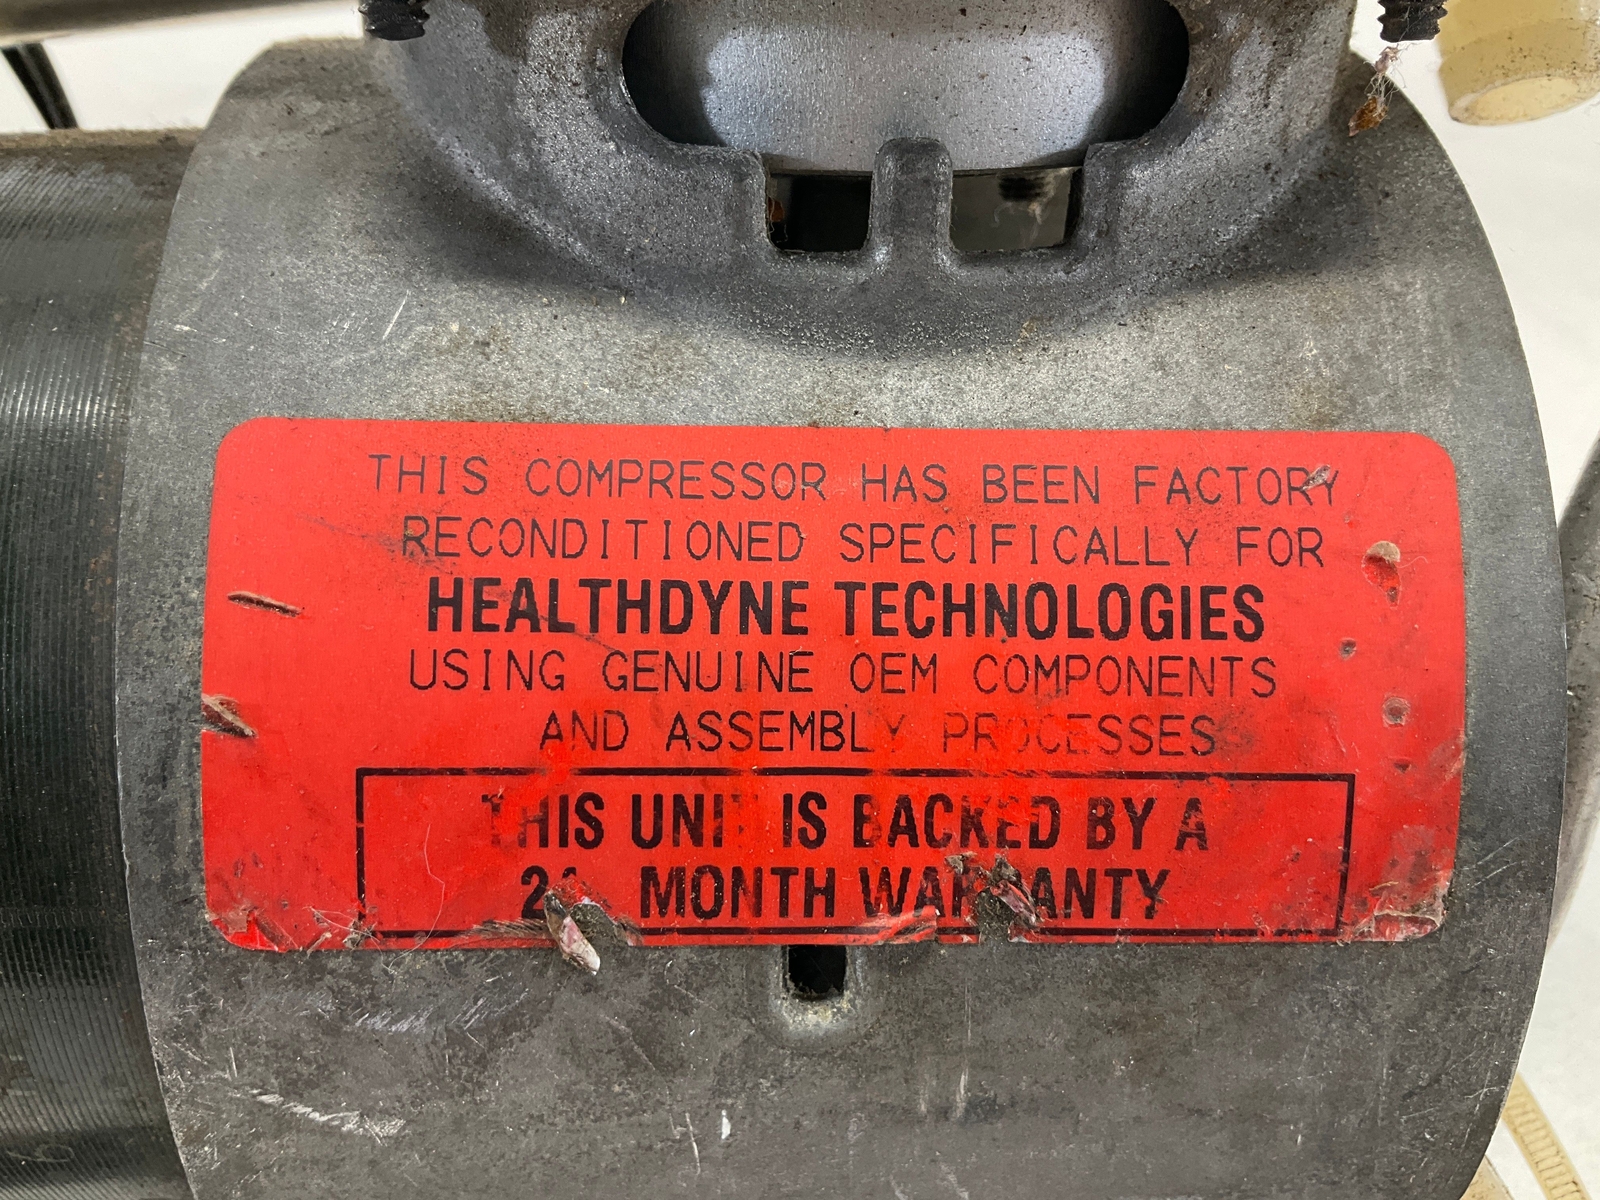 THIS COMPRESSOR HAS BEEN FACTORY
RECONDITIONED SPECIFICALLY FOR
HEALTHDYNE TECHNOLOGIES
USING GENUINE OEM COMPONENTS
AND ASSEMBLY PROCESSES
THIS UNIT IS BACKED BY A
MONTH WARRANTY